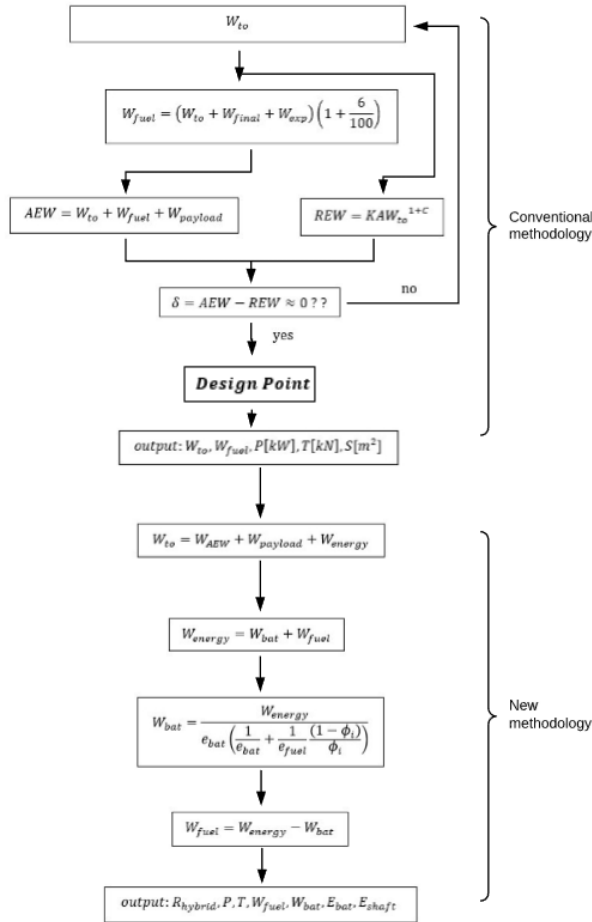 W_to
W_fuel = (W_to + W_final + W_exp)(1 + 6/100)
AEW = W_to + W_fuel + W_payload
REW = KAW_to^1+C
Conventional
methodology
δ = AEW − REW ≈ 0 ??
no
yes
Design Point
output: W_to, W_fuel, P[kW], T[kN], S[m²]
W_to = W_AEW + W_payload + W_energy
W_energy = W_bat + W_fuel
W_bat = W_energy / (e_bat (1/e_bat + 1/e_fuel (1 − ϕ_i)/ϕ_i))
New
methodology
W_fuel = W_energy − W_bat
output: R_hybrid, P, T, W_fuel, W_bat, E_bat, E_shaft